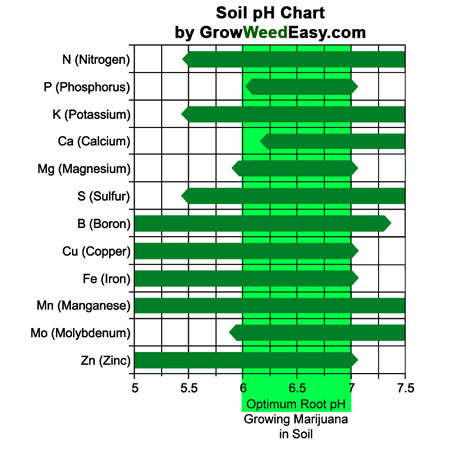 Soil pH Chart
by GrowWeedEasy.com
N (Nitrogen)
P (Phosphorus)
K (Potassium)
Ca (Calcium)
Mg (Magnesium)
S (Sulfur)
B (Boron)
Cu (Copper)
Fe (Iron)
Mn (Manganese)
Mo (Molybdenum)
Zn (Zinc)
5 5.5 6 6.5 7 7.5
Optimum Root pH
Growing Marijuana
in Soil